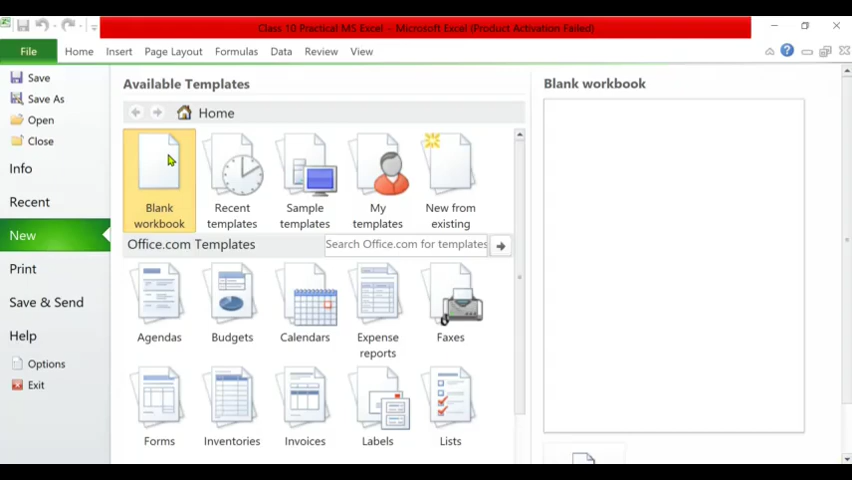 Class 10 Practical MS Excel - Microsoft Excel (Product Activation Failed)
File Home Insert Page Layout Formulas Data Review View
Save
Save As
Open
Close
Info
Recent
New
Print
Save & Send
Help
Options
Exit
Available Templates
Home
Blank workbook
Recent templates
Sample templates
My templates
New from existing
Office.com Templates
Search Office.com for templates
Agendas
Budgets
Calendars
Expense reports
Faxes
Forms
Inventories
Invoices
Labels
Lists
Blank workbook